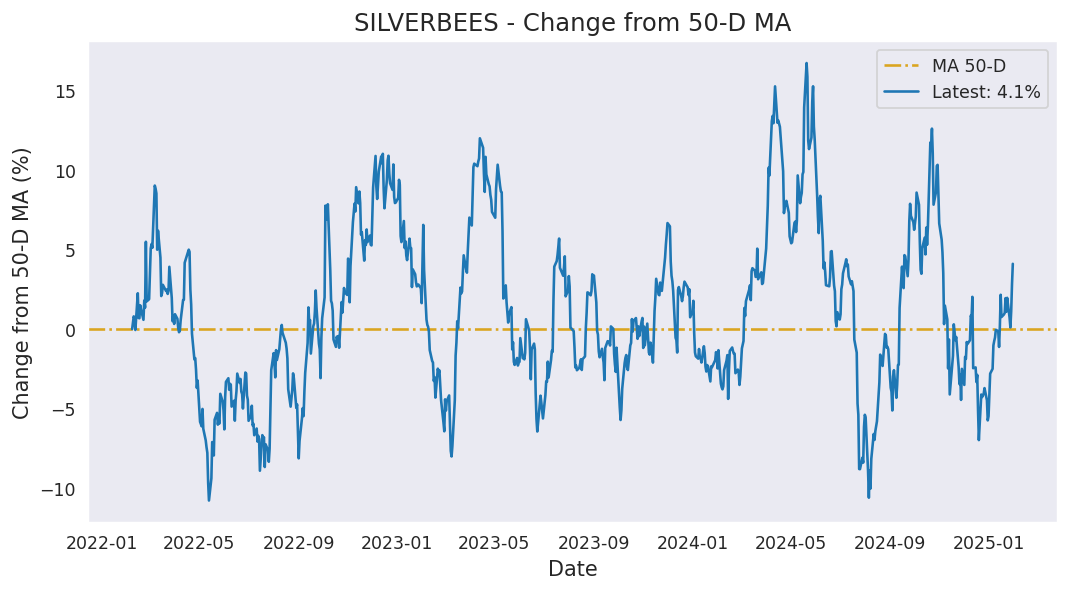 SILVERBEES - Change from 50-D MA
MA 50-D
Latest: 4.1%
Change from 50-D MA (%)
15
10
5
0
−5
−10
2022-01 2022-05 2022-09 2023-01 2023-05 2023-09 2024-01 2024-05 2024-09 2025-01
Date